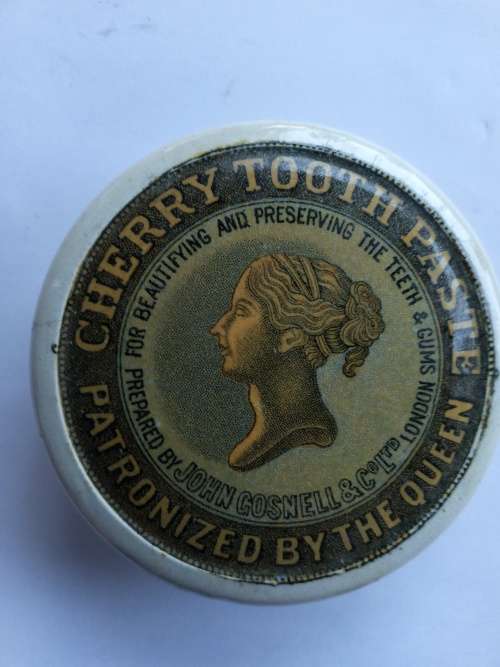 CHERRY TOOTH PASTE
PATRONIZED BY THE QUEEN
FOR BEAUTIFYING AND PRESERVING THE TEETH & GUMS
PREPARED BY JOHN GOSNELL & Co LTD LONDON